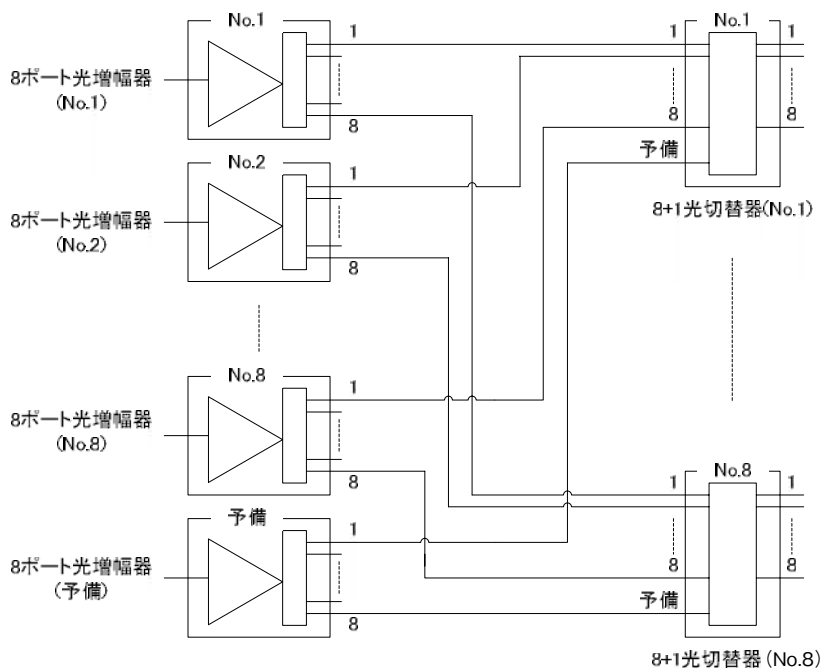 8ポート光増幅器
(No.1)
No.1
1
8
8ポート光増幅器
(No.2)
No.2
1
8
8ポート光増幅器
(No.8)
No.8
1
8
8ポート光増幅器
(予備)
予備
1
8
No.1
1
8
予備
1
8
8+1光切替器(No.1)
No.8
1
8
予備
1
8
8+1光切替器(No.8)